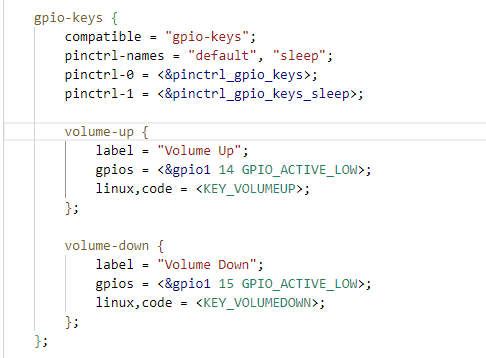 gpio-keys {
    compatible = "gpio-keys";
    pinctrl-names = "default", "sleep";
    pinctrl-0 = <&pinctrl_gpio_keys>;
    pinctrl-1 = <&pinctrl_gpio_keys_sleep>;

    volume-up {
        label = "Volume Up";
        gpios = <&gpio1 14 GPIO_ACTIVE_LOW>;
        linux,code = <KEY_VOLUMEUP>;
    };

    volume-down {
        label = "Volume Down";
        gpios = <&gpio1 15 GPIO_ACTIVE_LOW>;
        linux,code = <KEY_VOLUMEDOWN>;
    };
};